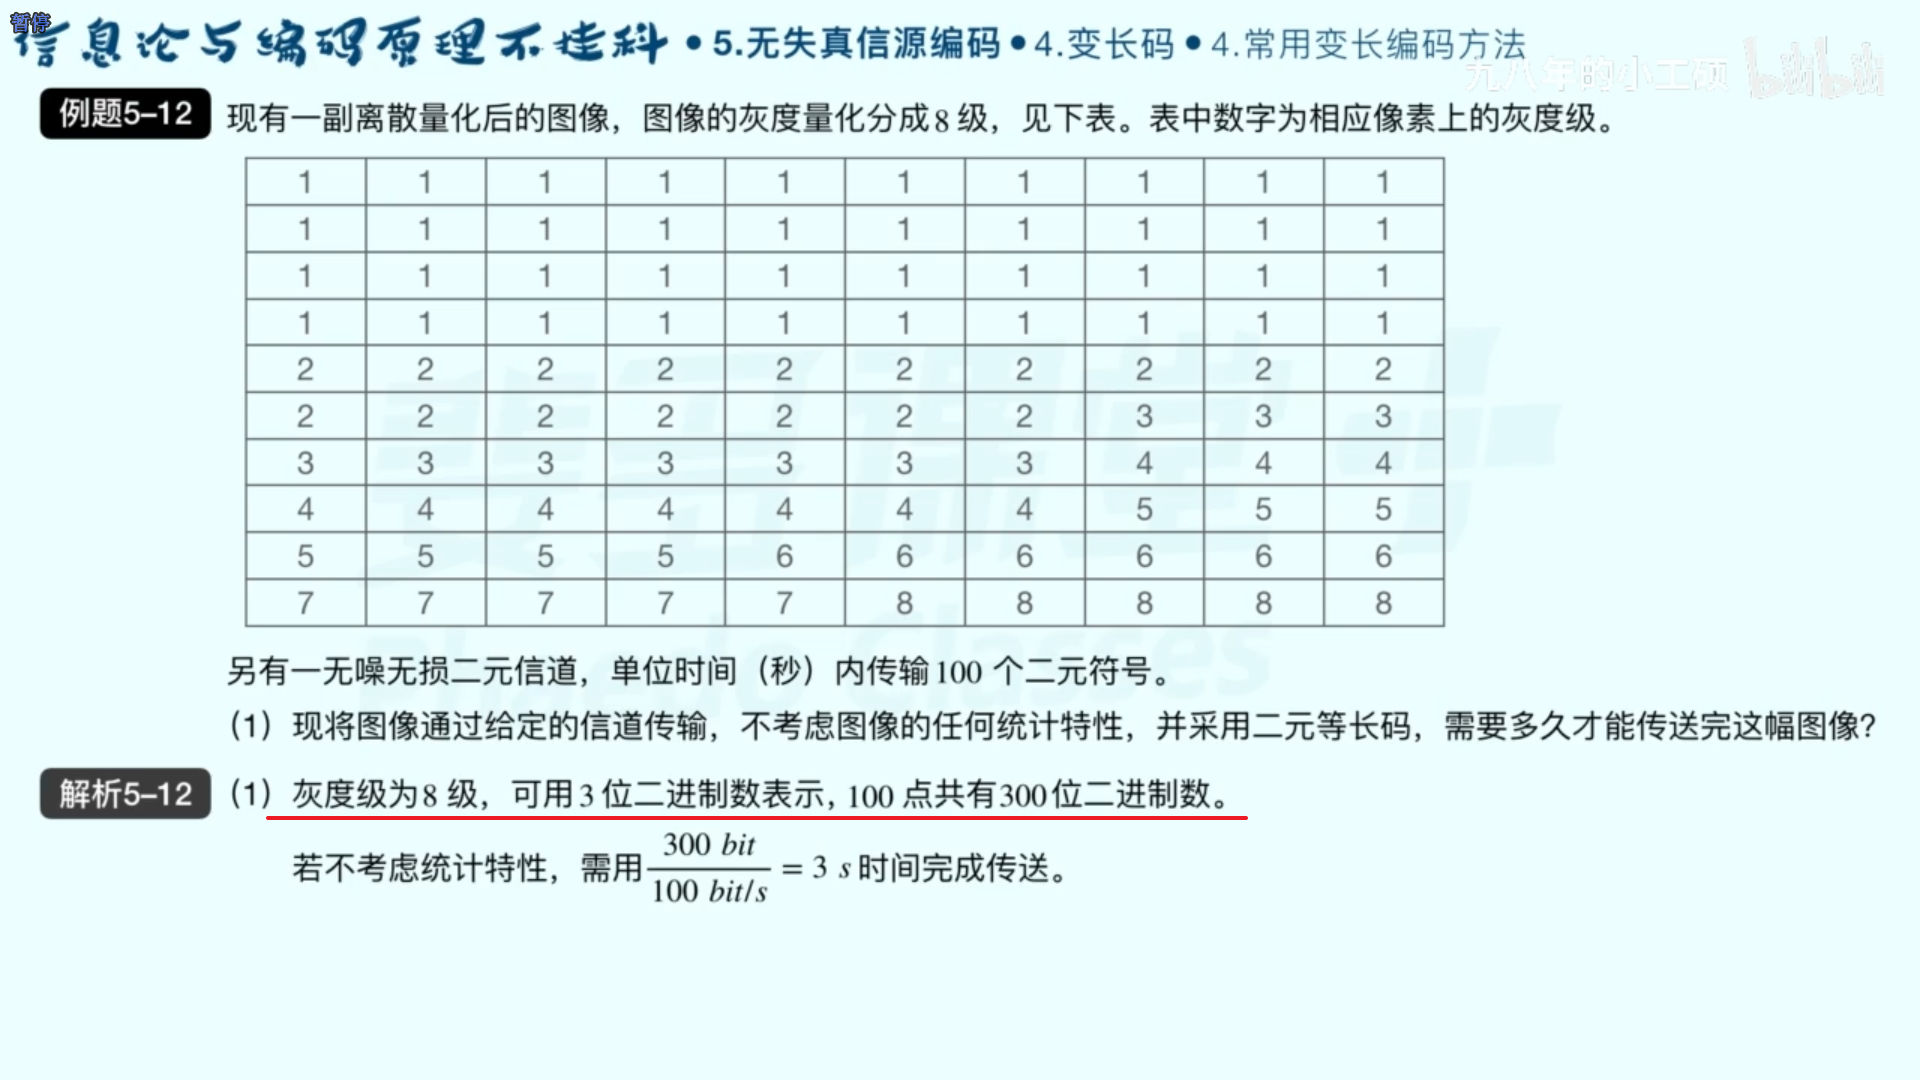 暂停
信息论与编码原理不挂科 • 5.无失真信源编码 • 4.变长码 • 4.常用变长编码方法
九八年的小工硕 bilibili
例题5-12 现有一副离散量化后的图像，图像的灰度量化分成8 级，见下表。表中数字为相应像素上的灰度级。
1 1 1 1 1 1 1 1 1 1
1 1 1 1 1 1 1 1 1 1
1 1 1 1 1 1 1 1 1 1
1 1 1 1 1 1 1 1 1 1
2 2 2 2 2 2 2 2 2 2
2 2 2 2 2 2 2 3 3 3
3 3 3 3 3 3 3 4 4 4
4 4 4 4 4 4 4 5 5 5
5 5 5 5 6 6 6 6 6 6
7 7 7 7 7 8 8 8 8 8
斐多课堂
Phaedo Classes
另有一无噪无损二元信道，单位时间（秒）内传输100 个二元符号。
（1）现将图像通过给定的信道传输，不考虑图像的任何统计特性，并采用二元等长码，需要多久才能传送完这幅图像？
解析5-12 （1）灰度级为8 级，可用3 位二进制数表示, 100 点共有300位二进制数。
若不考虑统计特性，需用 300 bit / 100 bit/s = 3 s 时间完成传送。